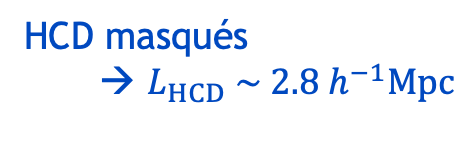 HCD masqués
→ L_HCD ~ 2.8 h⁻¹Mpc